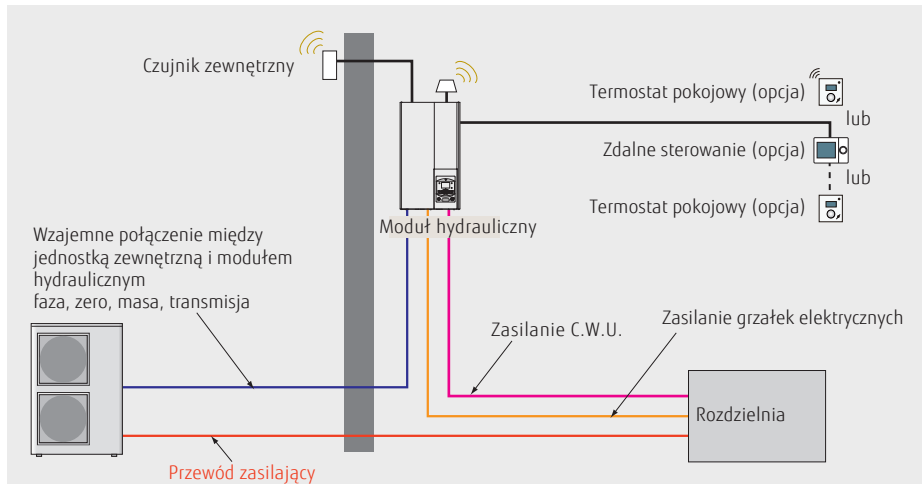 Czujnik zewnętrzny
Termostat pokojowy (opcja)
lub
Zdalne sterowanie (opcja)
lub
Termostat pokojowy (opcja)
Moduł hydrauliczny
Wzajemne połączenie między
jednostką zewnętrzną i modułem
hydraulicznym
faza, zero, masa, transmisja
Zasilanie C.W.U.
Zasilanie grzałek elektrycznych
Rozdzielnia
Przewód zasilający